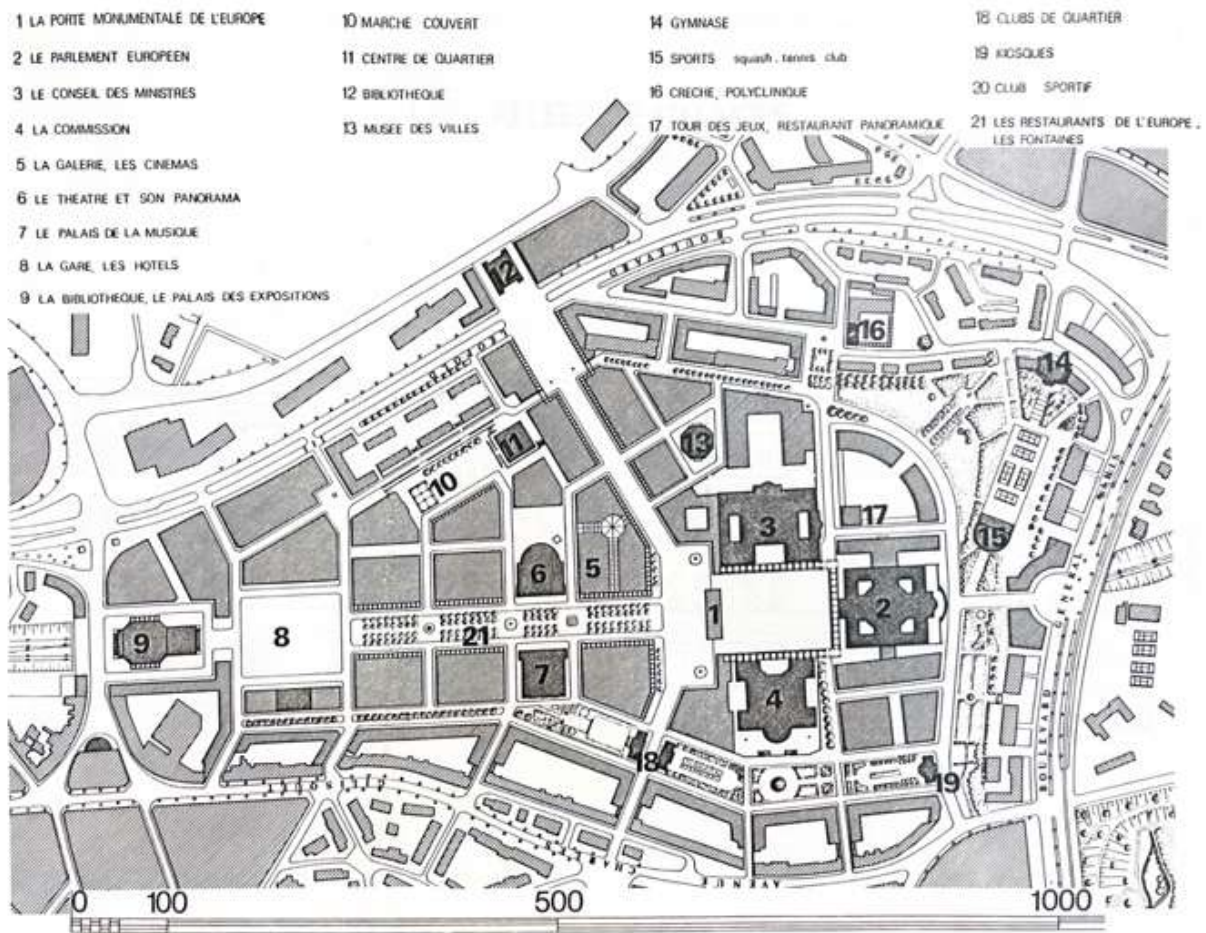 1 LA PORTE MONUMENTALE DE L'EUROPE
2 LE PARLEMENT EUROPEEN
3 LE CONSEIL DES MINISTRES
4 LA COMMISSION
5 LA GALERIE, LES CINEMAS
6 LE THEATRE ET SON PANORAMA
7 LE PALAIS DE LA MUSIQUE
8 LA GARE, LES HOTELS
9 LA BIBLIOTHEQUE, LE PALAIS DES EXPOSITIONS
10 MARCHE COUVERT
11 CENTRE DE QUARTIER
12 BIBLIOTHEQUE
13 MUSEE DES VILLES
14 GYMNASE
15 SPORTS squash. tennis club
16 CRECHE, POLYCLINIQUE
17 TOUR DES JEUX, RESTAURANT PANORAMIQUE
18 CLUBS DE QUARTIER
19 KIOSQUES
20 CLUB SPORTIF
21 LES RESTAURANTS DE L'EUROPE,
LES FONTAINES
BOULEVARD
12
16
14
11
13
10
3
17
15
5
6
1
2
9
8
21
7
4
18
19
BOULEVARD GENERAL WAHIS
AVENUE
0 100 500 1000